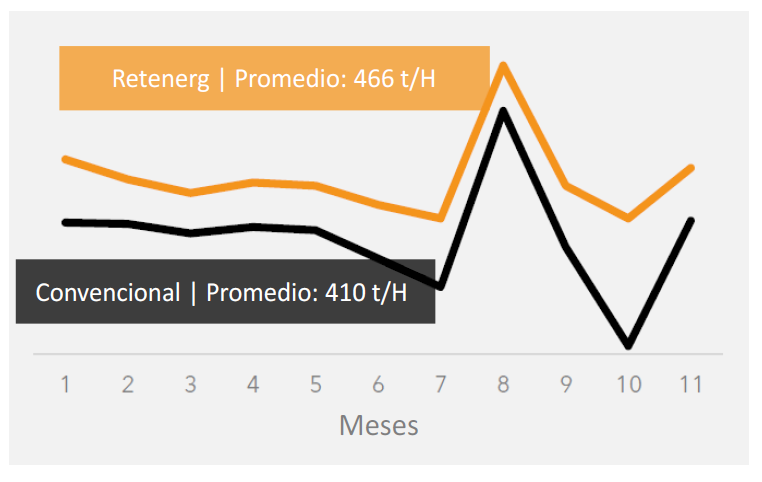 Retenerg | Promedio: 466 t/H
Convencional | Promedio: 410 t/H
1 2 3 4 5 6 7 8 9 10 11
Meses